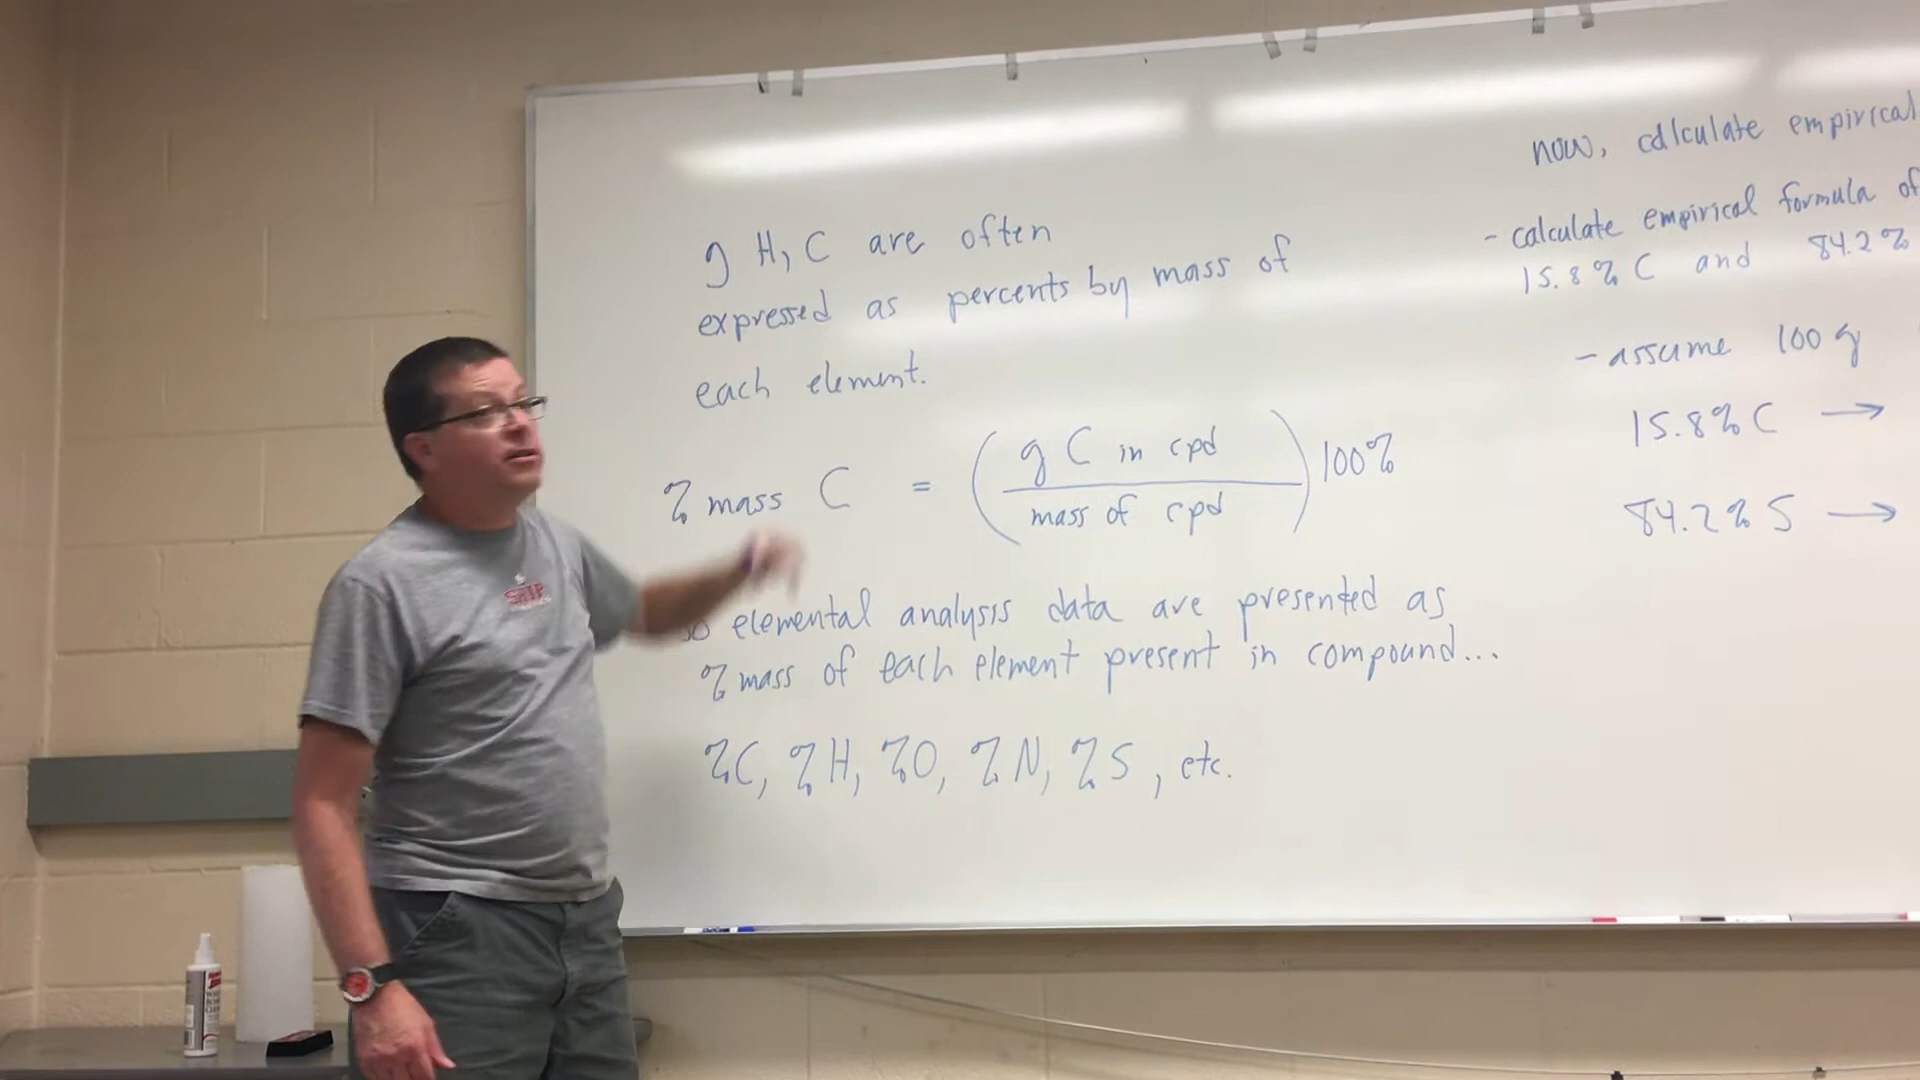 g H, C are often
expressed as percents by mass of
each element.
% mass C = (g C in cpd / mass of cpd) 100%
so elemental analysis data are presented as
% mass of each element present in compound...
%C, %H, %O, %N, %S, etc.
now, calculate empirical
- calculate empirical formula of
15.8% C and 84.2%
- assume 100 g
15.8% C →
84.2% S →
SHIP